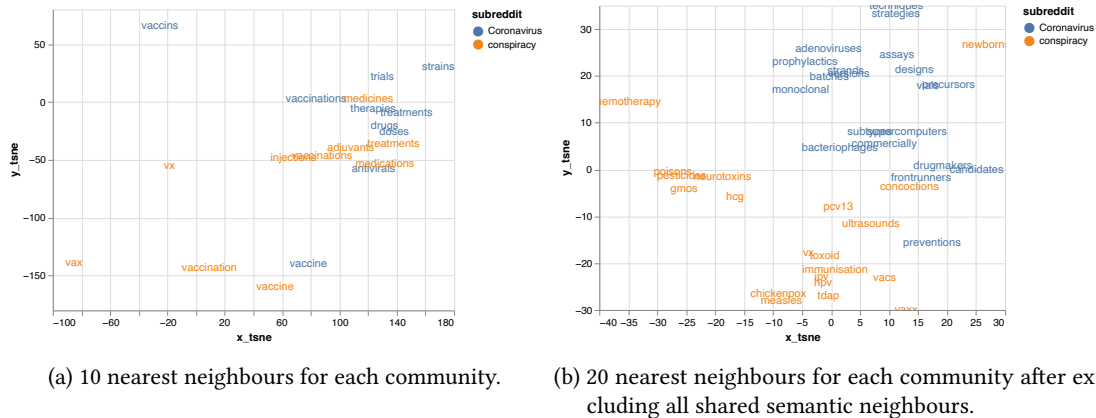 subreddit
Coronavirus
conspiracy
vaccins
strains
trials
vaccinations
medicines
therapies
treatments
drugs
doses
treatments
adjuvants
injections
vaccinations
medications
antivirals
vx
vax
vaccination
vaccine
vaccine
y_tsne
50
0
−50
−100
−150
−100
−60
−20
20
60
100
140
180
x_tsne
subreddit
Coronavirus
conspiracy
techniques
strategies
newborns
adenoviruses
assays
prophylactics
strands
versions
designs
batches
monoclonal
vials
precursors
hemotherapy
subtypes
supercomputers
commercially
bacteriophages
drugmakers
candidates
frontrunners
concoctions
poisons
pesticides
neurotoxins
gmos
hcg
pcv13
ultrasounds
preventions
vx
toxoid
immunisation
ipv
hpv
vacs
chickenpox
tdap
measles
vaxx
y_tsne
30
20
10
0
−10
−20
−30
−40
−35
−30
−25
−20
−15
−10
−5
0
5
10
15
20
25
30
x_tsne
(a) 10 nearest neighbours for each community.
(b) 20 nearest neighbours for each community after ex
cluding all shared semantic neighbours.